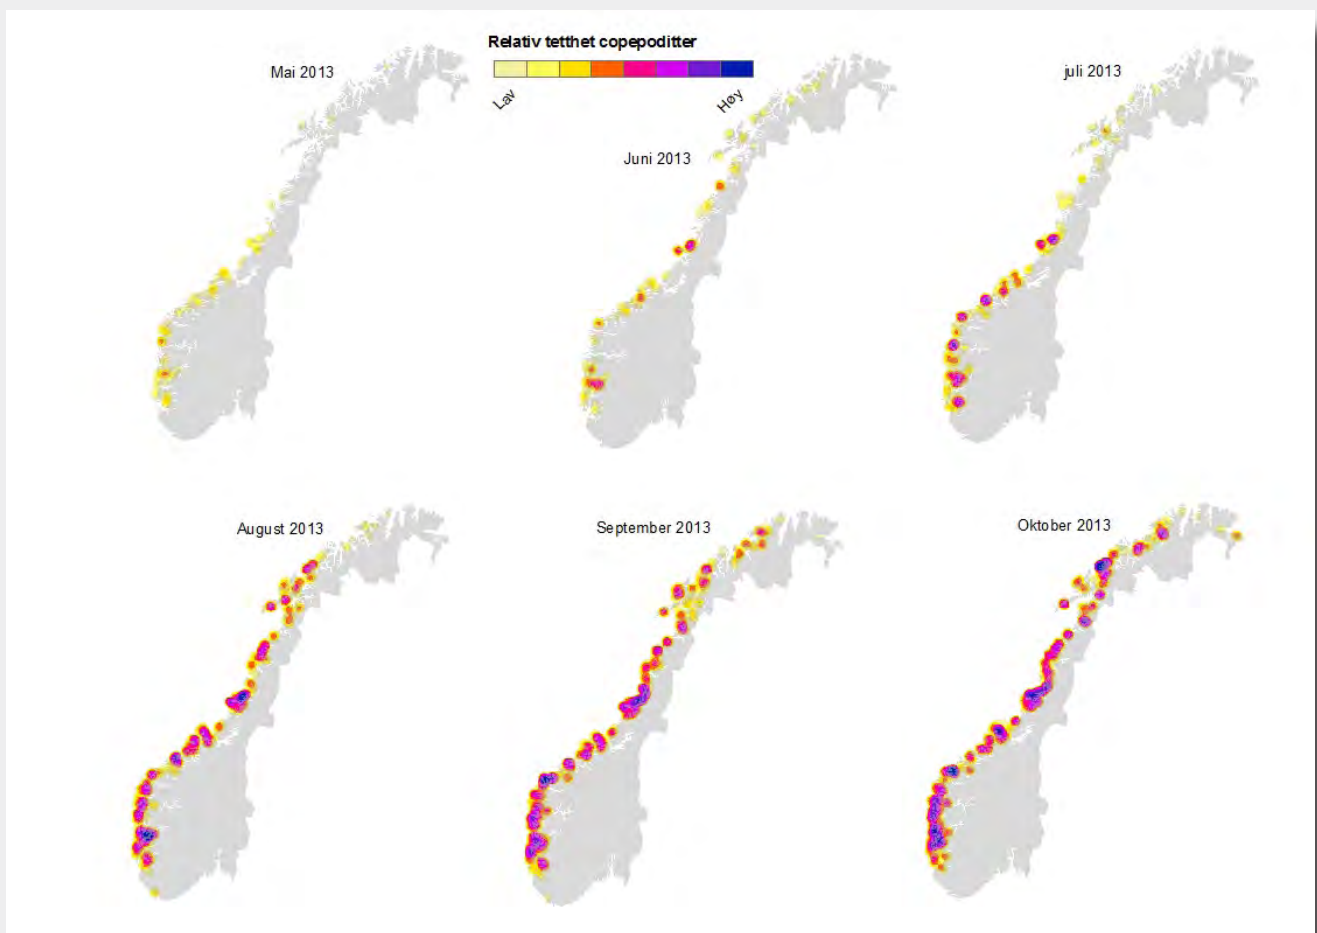 Relativ tetthet copepoditter
Lav
Høy
Mai 2013
Juni 2013
juli 2013
August 2013
September 2013
Oktober 2013